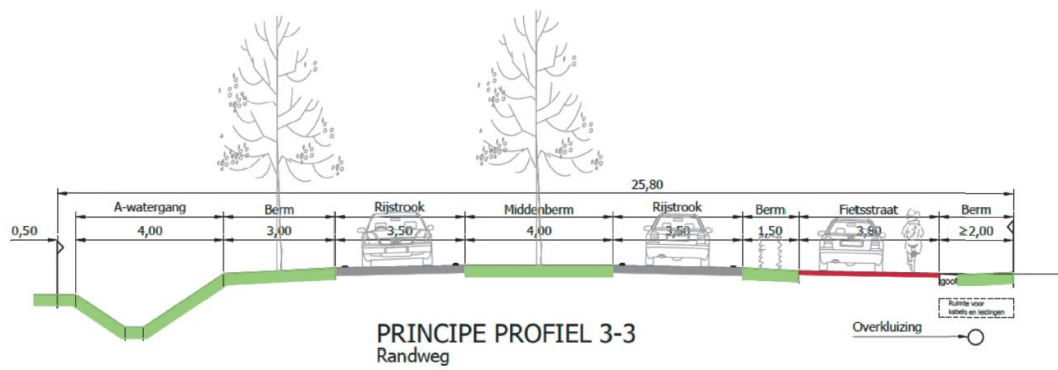 25,80
A-watergang Berm Rijstrook Middenberm Rijstrook Berm Fietsstraat Berm
0,50 4,00 3,00 3,50 4,00 3,50 1,50 3,80 ≥2,00
goot
Ruimte voor
kabels en leidingen
PRINCIPE PROFIEL 3-3
Randweg
Overkluizing